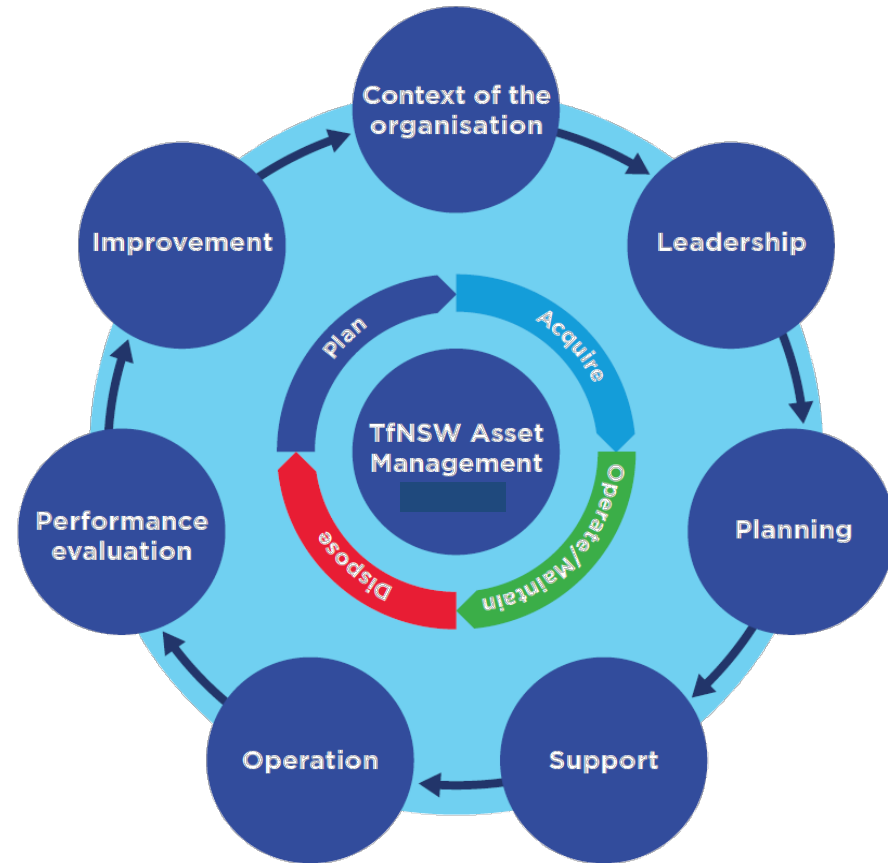 Context of the
organisation
Leadership
Planning
Support
Operation
Performance
evaluation
Improvement
Plan
Acquire
Operate/Maintain
Dispose
TfNSW Asset
Management